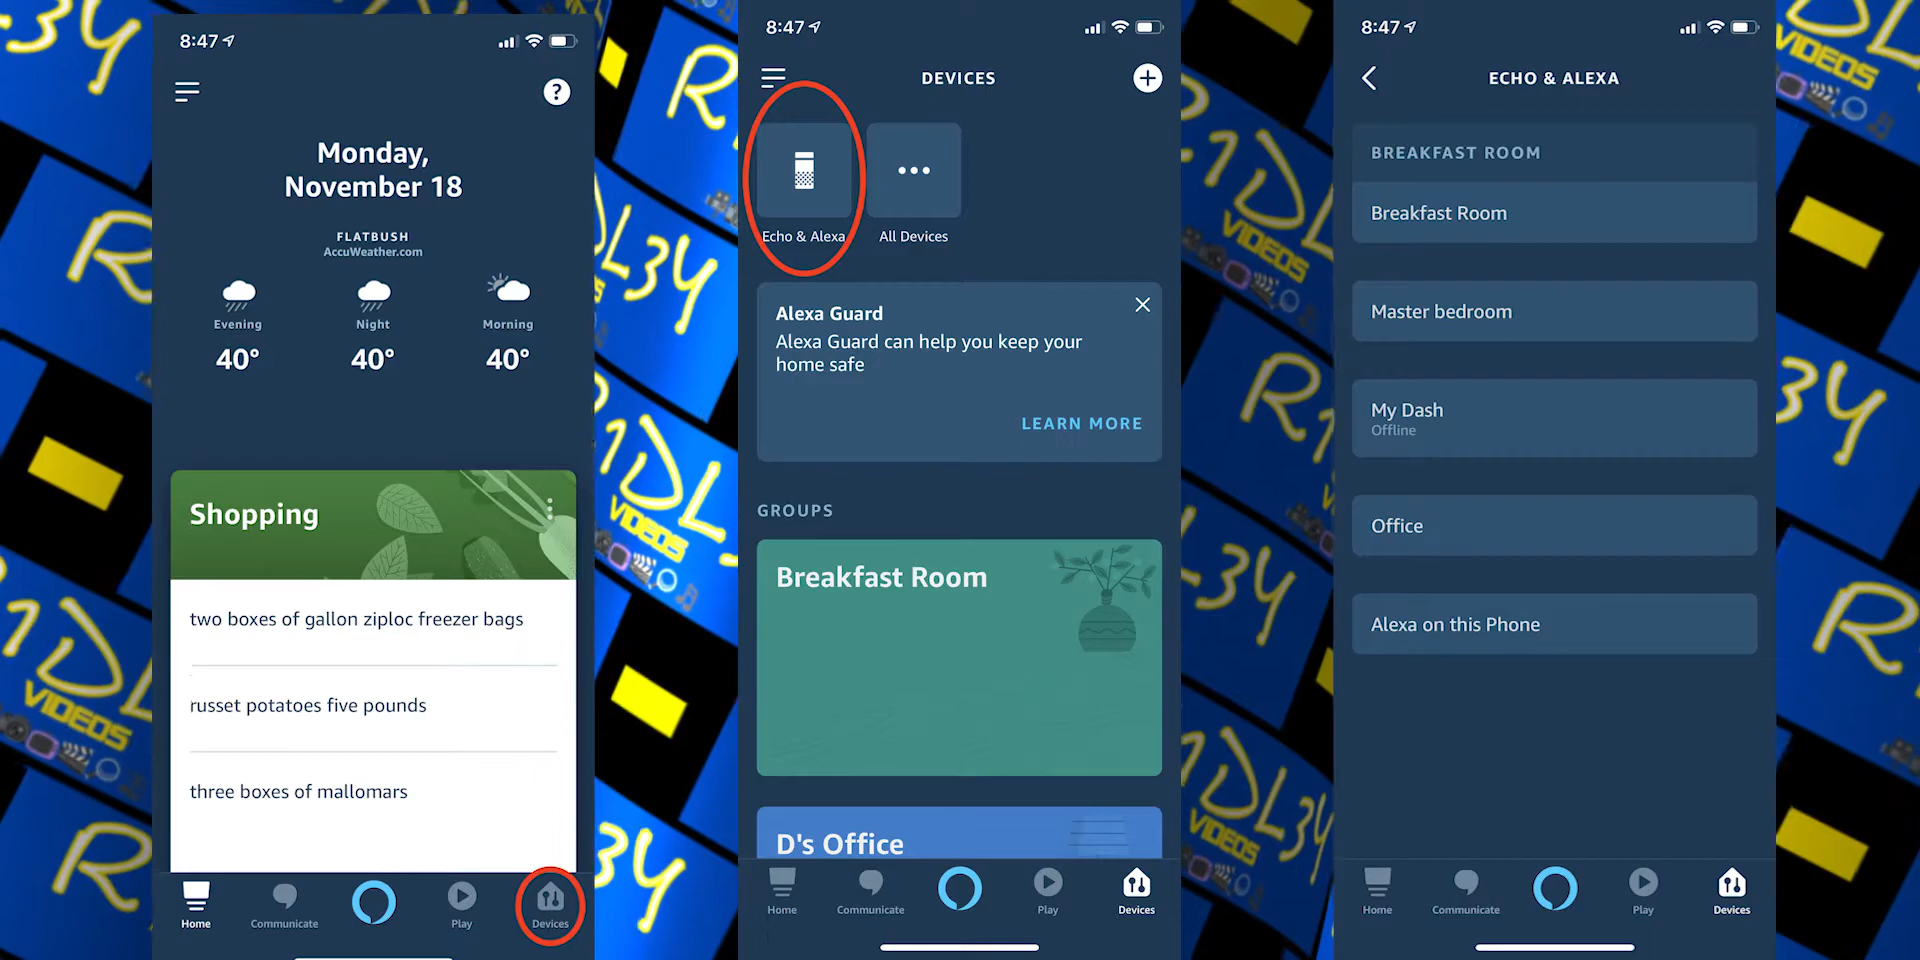 8:47
?
Monday,
November 18
FLATBUSH
AccuWeather.com
Evening
Night
Morning
40°
40°
40°
Shopping
two boxes of gallon ziploc freezer bags
russet potatoes five pounds
three boxes of mallomars
Home
Communicate
Play
Devices
8:47
DEVICES
Echo & Alexa
All Devices
Alexa Guard
Alexa Guard can help you keep your
home safe
LEARN MORE
GROUPS
Breakfast Room
D's Office
Home
Communicate
Play
Devices
8:47
ECHO & ALEXA
BREAKFAST ROOM
Breakfast Room
Master bedroom
My Dash
Offline
Office
Alexa on this Phone
Home
Communicate
Play
Devices
R1DL3Y
VIDEOS